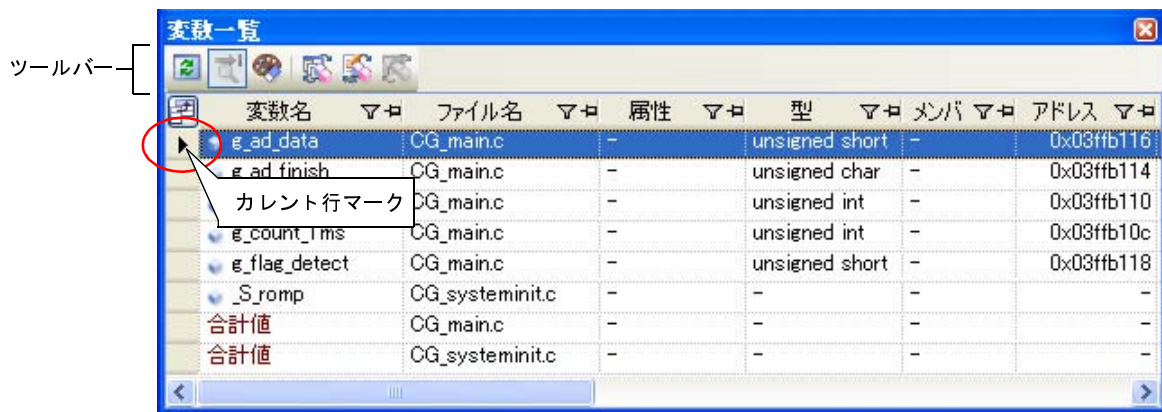 変数一覧
ツールバー
変数名 ファイル名 属性 型 メンバ アドレス
g_ad_data CG_main.c - unsigned short - 0x03ffb116
g_ad_finish CG_main.c - unsigned char - 0x03ffb114
カレント行マーク CG_main.c - unsigned int - 0x03ffb110
g_count_1ms CG_main.c - unsigned int - 0x03ffb10c
g_flag_detect CG_main.c - unsigned short - 0x03ffb118
_S_romp CG_systeminit.c - - - -
合計値 CG_main.c - - - -
合計値 CG_systeminit.c - - - -